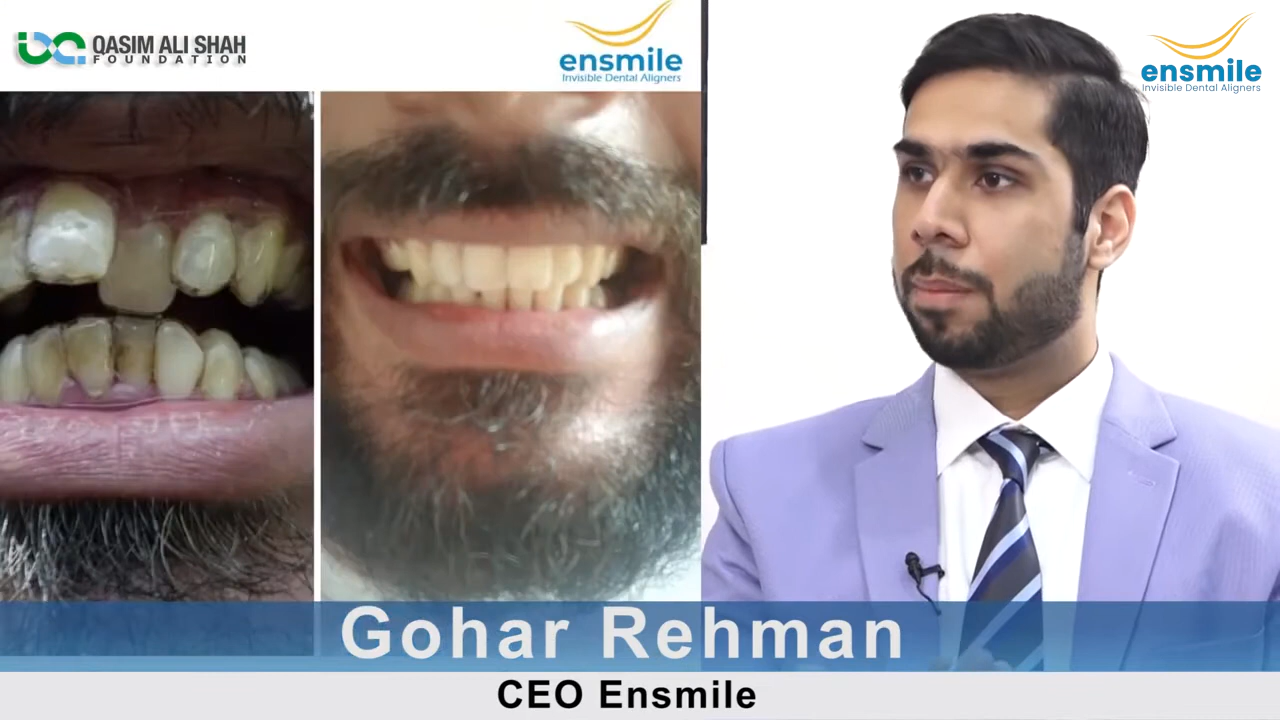 QASIM ALI SHAH
FOUNDATION
ensmile
Invisible Dental Aligners
ensmile
Invisible Dental Aligners
Gohar Rehman
CEO Ensmile